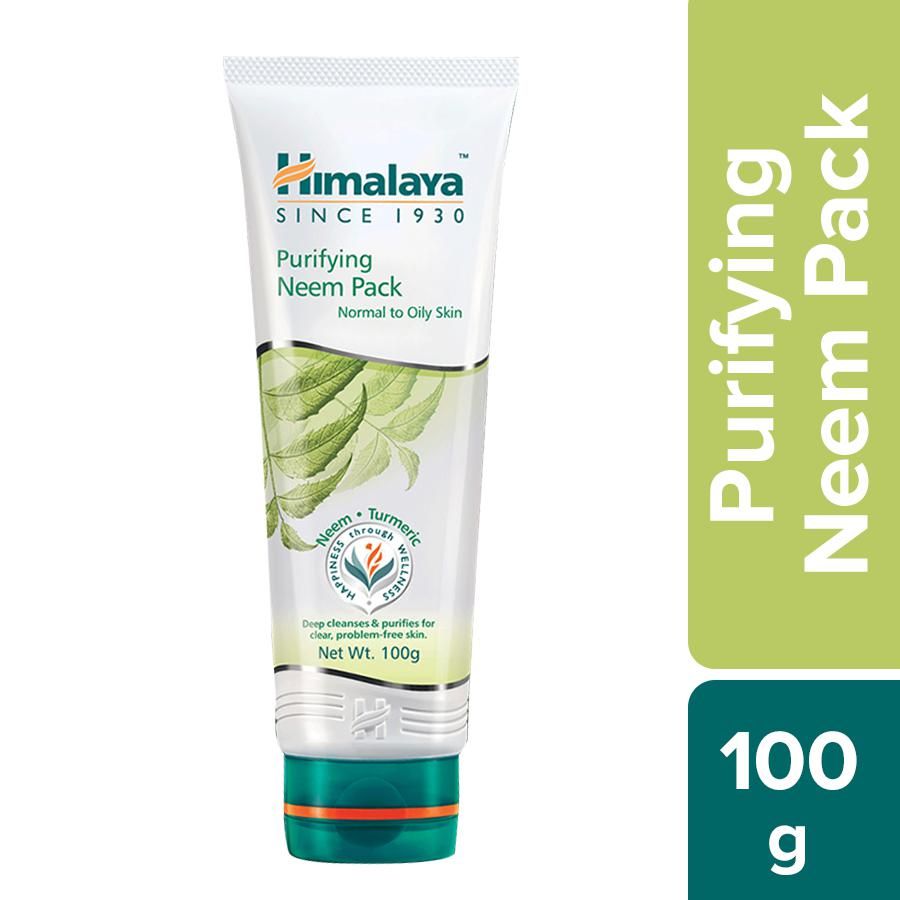 Himalaya™
SINCE 1930
Purifying
Neem Pack
Normal to Oily Skin
Neem • Turmeric
HAPPINESS through WELLNESS
Deep cleanses & purifies for
clear, problem-free skin.
Net Wt. 100g
H
Purifying
Neem Pack
100
g